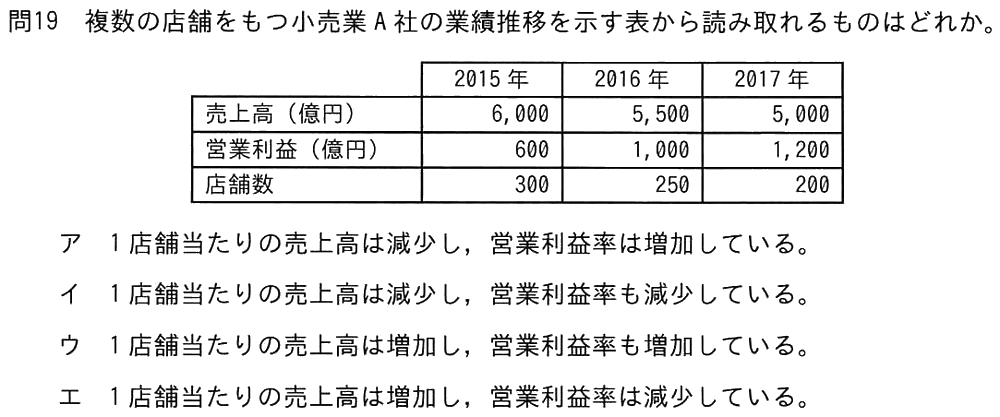 問19 複数の店舗をもつ小売業A社の業績推移を示す表から読み取れるものはどれか。
2015年 2016年 2017年
売上高（億円） 6,000 5,500 5,000
営業利益（億円） 600 1,000 1,200
店舗数 300 250 200
ア 1店舗当たりの売上高は減少し，営業利益率は増加している。
イ 1店舗当たりの売上高は減少し，営業利益率も減少している。
ウ 1店舗当たりの売上高は増加し，営業利益率も増加している。
エ 1店舗当たりの売上高は増加し，営業利益率は減少している。